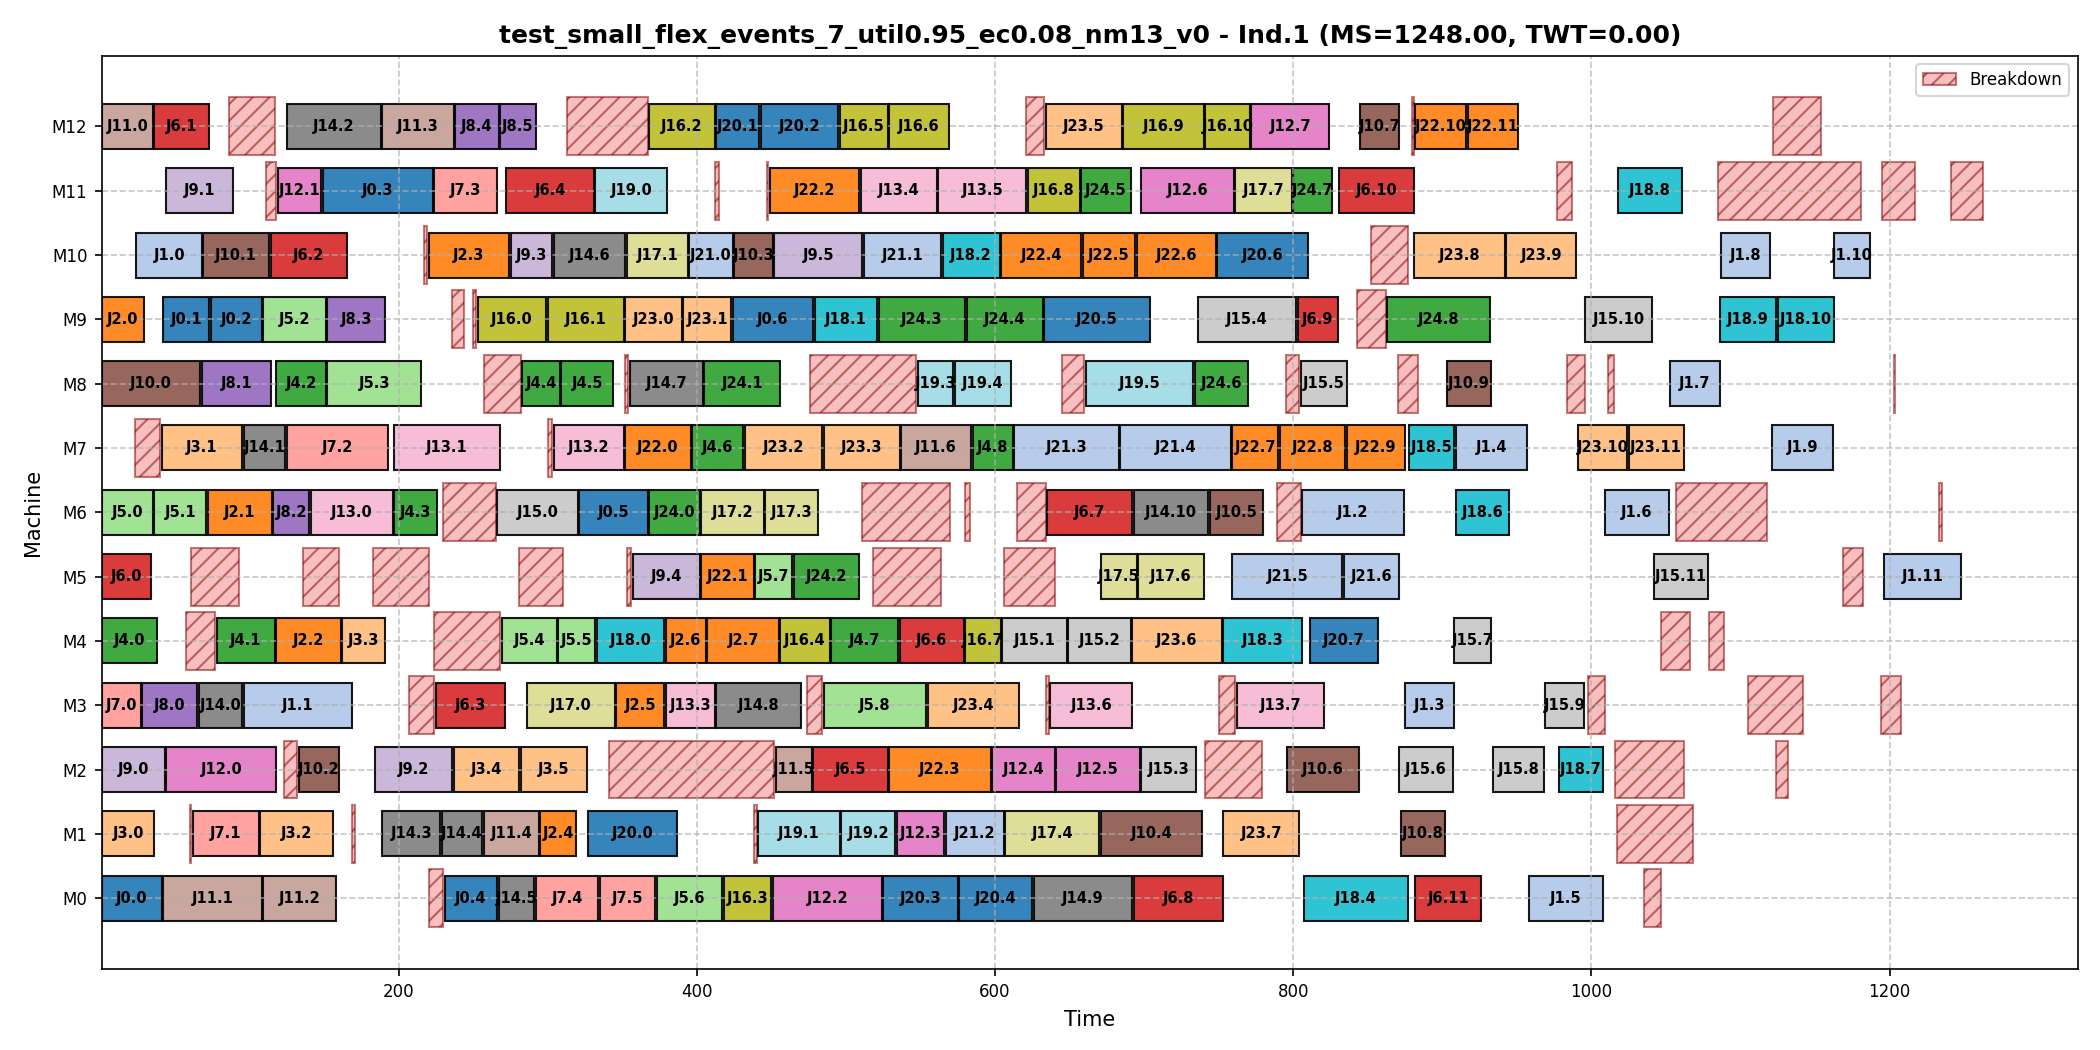 test_small_flex_events_7_util0.95_ec0.08_nm13_v0 - Ind.1 (MS=1248.00, TWT=0.00)
Breakdown
M12 J11.0 J6.1 J14.2 J11.3 J8.4 J8.5 J16.2 J20.1 J20.2 J16.5 J16.6 J23.5 J16.9 J16.10 J12.7 J10.7 J22.10 J22.11
M11 J9.1 J12.1 J0.3 J7.3 J6.4 J19.0 J22.2 J13.4 J13.5 J16.8 J24.5 J12.6 J17.7 J24.7 J6.10 J18.8
M10 J1.0 J10.1 J6.2 J2.3 J9.3 J14.6 J17.1 J21.0 J10.3 J9.5 J21.1 J18.2 J22.4 J22.5 J22.6 J20.6 J23.8 J23.9 J1.8 J1.10
M9 J2.0 J0.1 J0.2 J5.2 J8.3 J16.0 J16.1 J23.0 J23.1 J0.6 J18.1 J24.3 J24.4 J20.5 J15.4 J6.9 J24.8 J15.10 J18.9 J18.10
M8 J10.0 J8.1 J4.2 J5.3 J4.4 J4.5 J14.7 J24.1 J19.3 J19.4 J19.5 J24.6 J15.5 J10.9 J1.7
M7 J3.1 J14.1 J7.2 J13.1 J13.2 J22.0 J4.6 J23.2 J23.3 J11.6 J4.8 J21.3 J21.4 J22.7 J22.8 J22.9 J18.5 J1.4 J23.10 J23.11 J1.9
M6 J5.0 J5.1 J2.1 J8.2 J13.0 J4.3 J15.0 J0.5 J24.0 J17.2 J17.3 J6.7 J14.10 J10.5 J1.2 J18.6 J1.6
M5 J6.0 J9.4 J22.1 J5.7 J24.2 J17.5 J17.6 J21.5 J21.6 J15.11 J1.11
M4 J4.0 J4.1 J2.2 J3.3 J5.4 J5.5 J18.0 J2.6 J2.7 J16.4 J4.7 J6.6 J16.7 J15.1 J15.2 J23.6 J18.3 J20.7 J15.7
M3 J7.0 J8.0 J14.0 J1.1 J6.3 J17.0 J2.5 J13.3 J14.8 J5.8 J23.4 J13.6 J13.7 J1.3 J15.9
M2 J9.0 J12.0 J10.2 J9.2 J3.4 J3.5 J11.5 J6.5 J22.3 J12.4 J12.5 J15.3 J10.6 J15.6 J15.8 J18.7
M1 J3.0 J7.1 J3.2 J14.3 J14.4 J11.4 J2.4 J20.0 J19.1 J19.2 J12.3 J21.2 J17.4 J10.4 J23.7 J10.8
M0 J0.0 J11.1 J11.2 J0.4 J14.5 J7.4 J7.5 J5.6 J16.3 J12.2 J20.3 J20.4 J14.9 J6.8 J18.4 J6.11 J1.5
Machine
200 400 600 800 1000 1200
Time